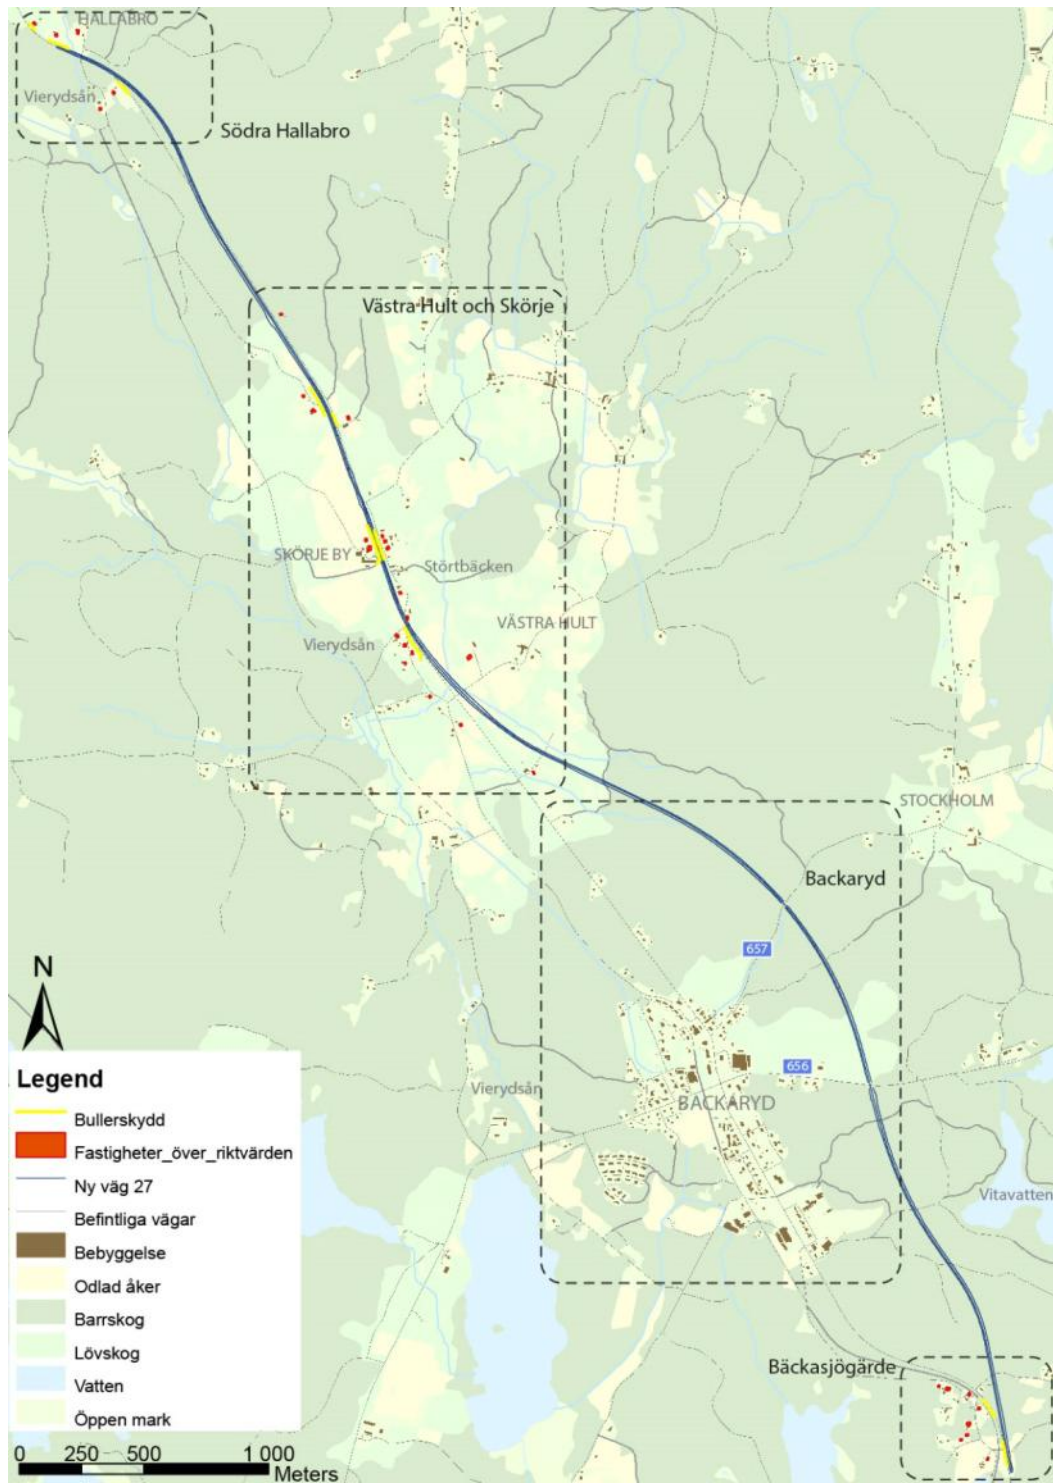 HALLABRO
Vierydsån
Södra Hallabro
Västra Hult och Skörje
SKÖRJE BY
Störtbäcken
VÄSTRA HULT
Vierydsån
STOCKHOLM
Backaryd
657
N
656
Vierydsån
BACKARYD
Vitavatten
Bäckasjögärde
Legend
Bullerskydd
Fastigheter_över_riktvärden
Ny väg 27
Befintliga vägar
Bebyggelse
Odlad åker
Barrskog
Lövskog
Vatten
Öppen mark
0 250 500 1 000
Meters